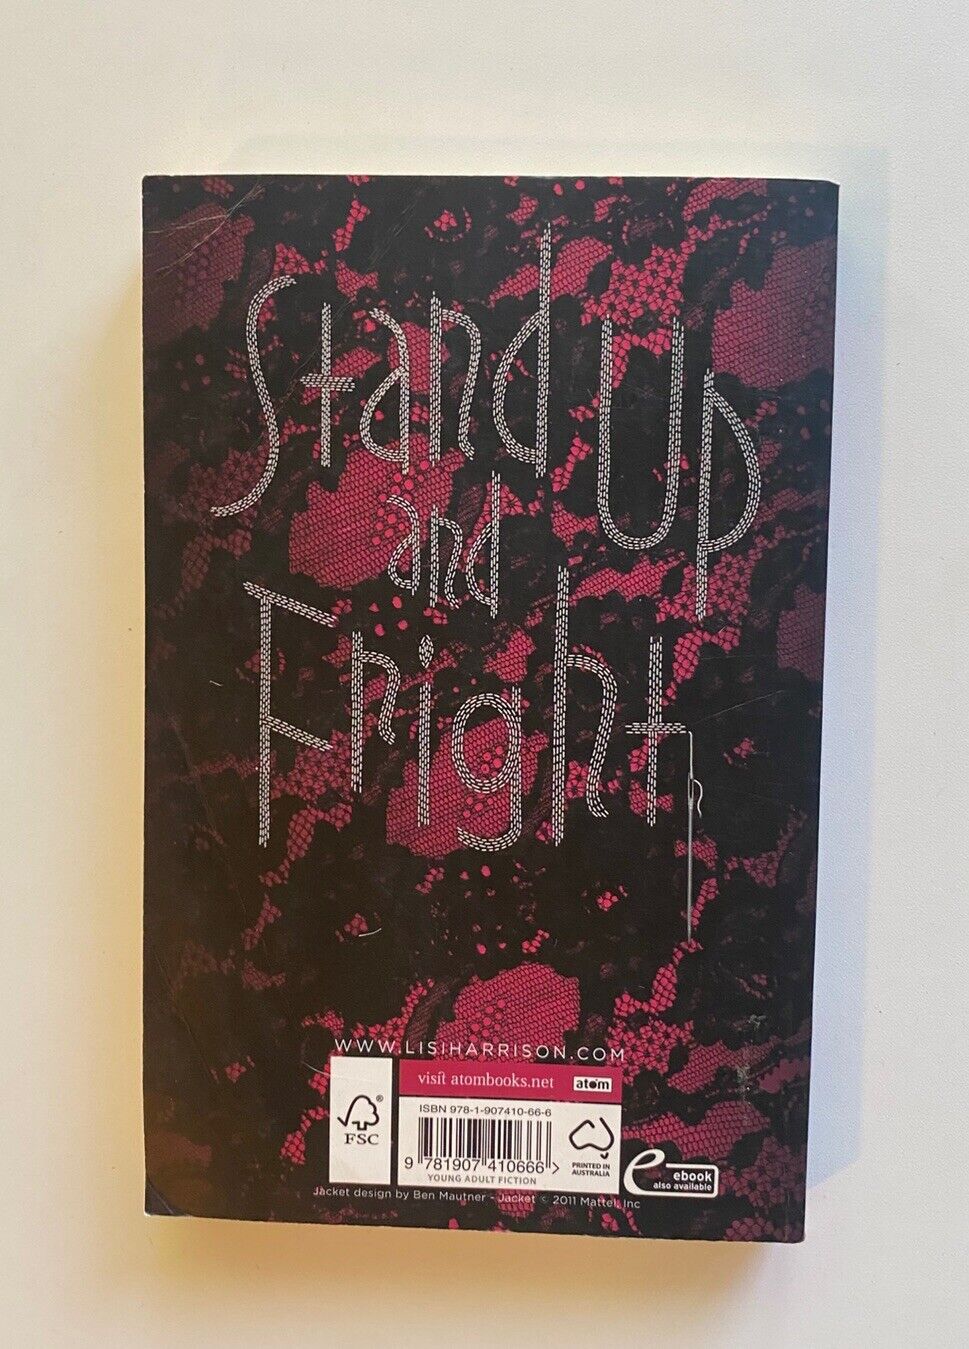 Stand Up
and
Fright
WWW.LISIHARRISON.COM
visit atombooks.net
atom
FSC
®
ISBN 978-1-907410-66-6
9 781907 410666 >
YOUNG ADULT FICTION
PRINTED IN
AUSTRALIA
e
ebook
also available
Jacket design by Ben Mautner - Jacket © 2011 Mattel, Inc